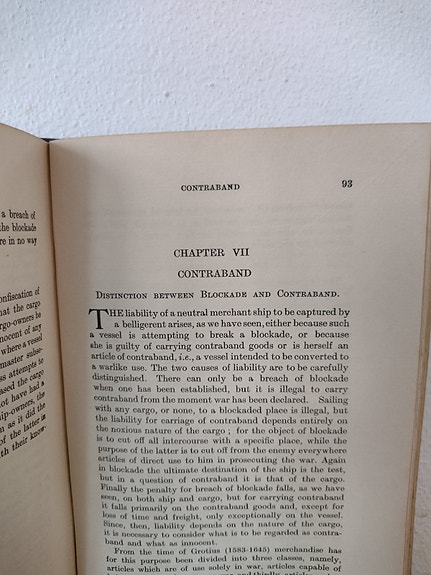 a breach of
the blockade
re in no way
onfiscation of
hat the cargo
argo-owners be
nocent of any
where a vessel
master subse-
ss attempts to
ased the cargo
not have had a
hip-owners, the
n as it did the
of the latter a
th their know-
CONTRABAND 93
CHAPTER VII
CONTRABAND
DISTINCTION BETWEEN BLOCKADE AND CONTRABAND.
THE liability of a neutral merchant ship to be captured by
a belligerent arises, as we have seen, either because such
a vessel is attempting to break a blockade, or because
she is guilty of carrying contraband goods or is herself an
article of contraband, i.e., a vessel intended to be converted to
a warlike use. The two causes of liability are to be carefully
distinguished. There can only be a breach of blockade
when one has been established, but it is illegal to carry
contraband from the moment war has been declared. Sailing
with any cargo, or none, to a blockaded place is illegal, but
the liability for carriage of contraband depends entirely on
the noxious nature of the cargo ; for the object of blockade
is to cut off all intercourse with a specific place, while the
purpose of the latter is to cut off from the enemy everywhere
articles of direct use to him in prosecuting the war. Again
in blockade the ultimate destination of the ship is the test,
but in a question of contraband it is that of the cargo.
Finally the penalty for breach of blockade falls, as we have
seen, on both ship and cargo, but for carrying contraband
it falls primarily on the contraband goods and, except for
loss of time and freight, only exceptionally on the vessel.
Since, then, liability depends on the nature of the cargo,
it is necessary to consider what is to be regarded as contra-
band and what as innocent.
From the time of Grotius (1583-1645) merchandise has
for this purpose been divided into three classes, namely,
articles which are of use solely in war, articles capable of